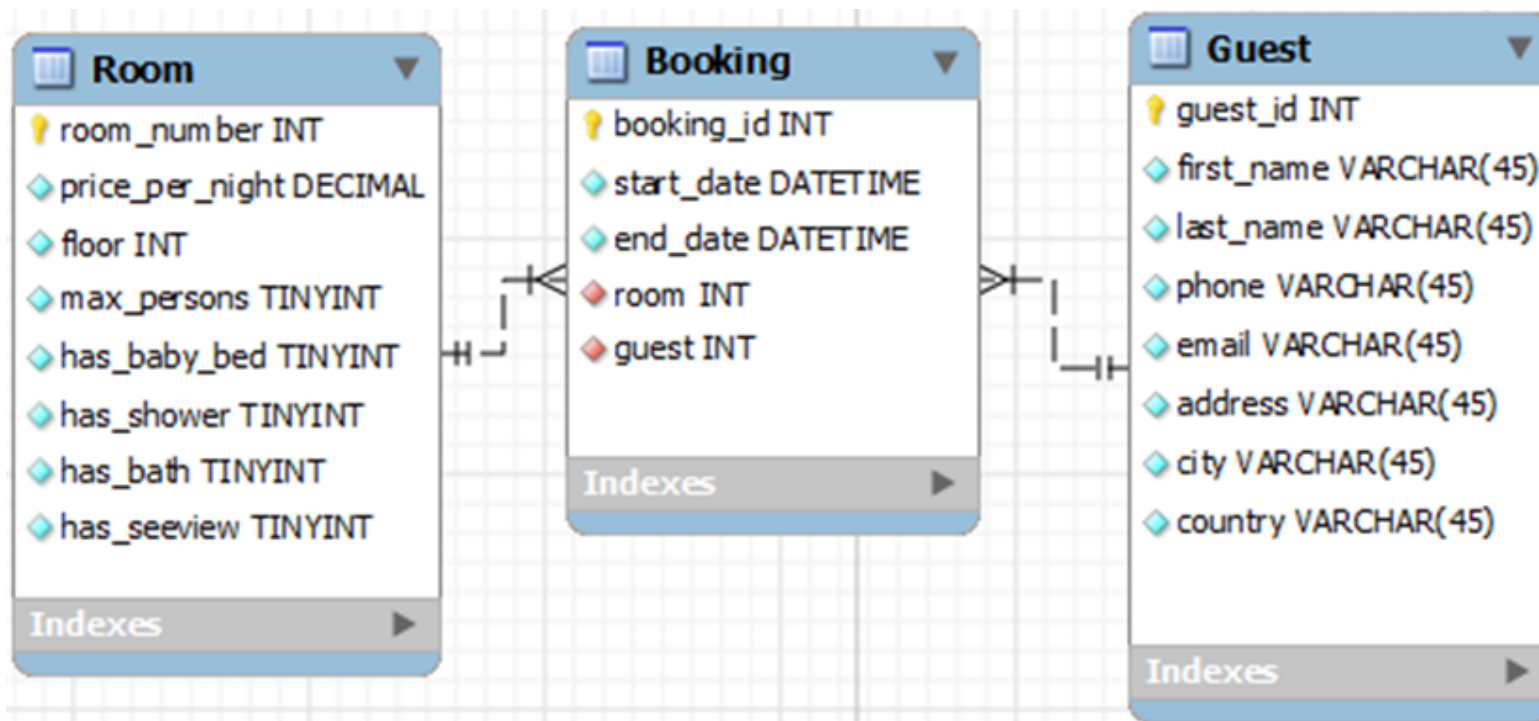 Room
room_number INT
price_per_night DECIMAL
floor INT
max_persons TINYINT
has_baby_bed TINYINT
has_shower TINYINT
has_bath TINYINT
has_seeview TINYINT
Indexes
Booking
booking_id INT
start_date DATETIME
end_date DATETIME
room INT
guest INT
Indexes
Guest
guest_id INT
first_name VARCHAR(45)
last_name VARCHAR(45)
phone VARCHAR(45)
email VARCHAR(45)
address VARCHAR(45)
city VARCHAR(45)
country VARCHAR(45)
Indexes